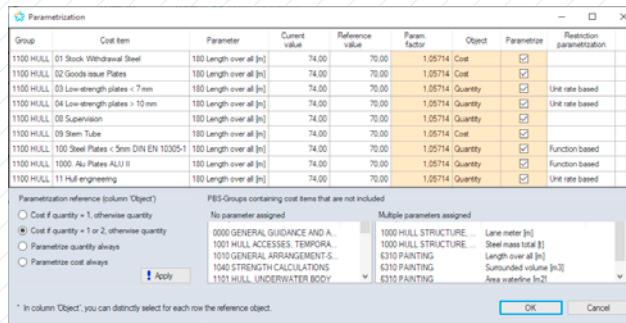 Parametrization
Group Cost item Parameter Current value Reference value Param. factor Object Parametrize Restriction parametrization
1100 HULL 01 Stock Withdrawal Steel 180 Length over all [m] 74,00 70,00 1,05714 Cost
1100 HULL 02 Goods issue Plates 180 Length over all [m] 74,00 70,00 1,05714 Cost
1100 HULL 03 Low-strength plates < 7 mm 180 Length over all [m] 74,00 70,00 1,05714 Quantity Unit rate based
1100 HULL 04 Low-strength plates > 10 mm 180 Length over all [m] 74,00 70,00 1,05714 Quantity Unit rate based
1100 HULL 08 Supervision 180 Length over all [m] 74,00 70,00 1,05714 Quantity
1100 HULL 09 Stern Tube 180 Length over all [m] 74,00 70,00 1,05714 Cost
1100 HULL 100 Steel Plates < 5mm DIN EN 10305-1 180 Length over all [m] 74,00 70,00 1,05714 Quantity Function based
1100 HULL 1000. Alu Plates ALU II 180 Length over all [m] 74,00 70,00 1,05714 Quantity Function based
1100 HULL 11 Hull engineering 180 Length over all [m] 74,00 70,00 1,05714 Quantity Unit rate based
Parametrization reference (column 'Object')
Cost if quantity = 1, otherwise quantity
Cost if quantity = 1 or 2, otherwise quantity
Parametrize quantity always
Parametrize cost always
! Apply
PBS-Groups containing cost items that are not included
No parameter assigned
0000 GENERAL GUIDANCE AND A...
1001 HULL ACCESSES, TEMPORA...
1010 GENERAL ARRANGEMENT-S...
1040 STRENGTH CALCULATIONS
1101 HULL, UNDERWATER BODY
Multiple parameters assigned
1000 HULL STRUCTURE, ... Lane meter [m]
1000 HULL STRUCTURE, ... Steel mass total [t]
6310 PAINTING Length over all [m]
6310 PAINTING Surrounded volume [m3]
6310 PAINTING Area waterline [m2]
* In column 'Object', you can distinctly select for each row the reference object.
OK Cancel